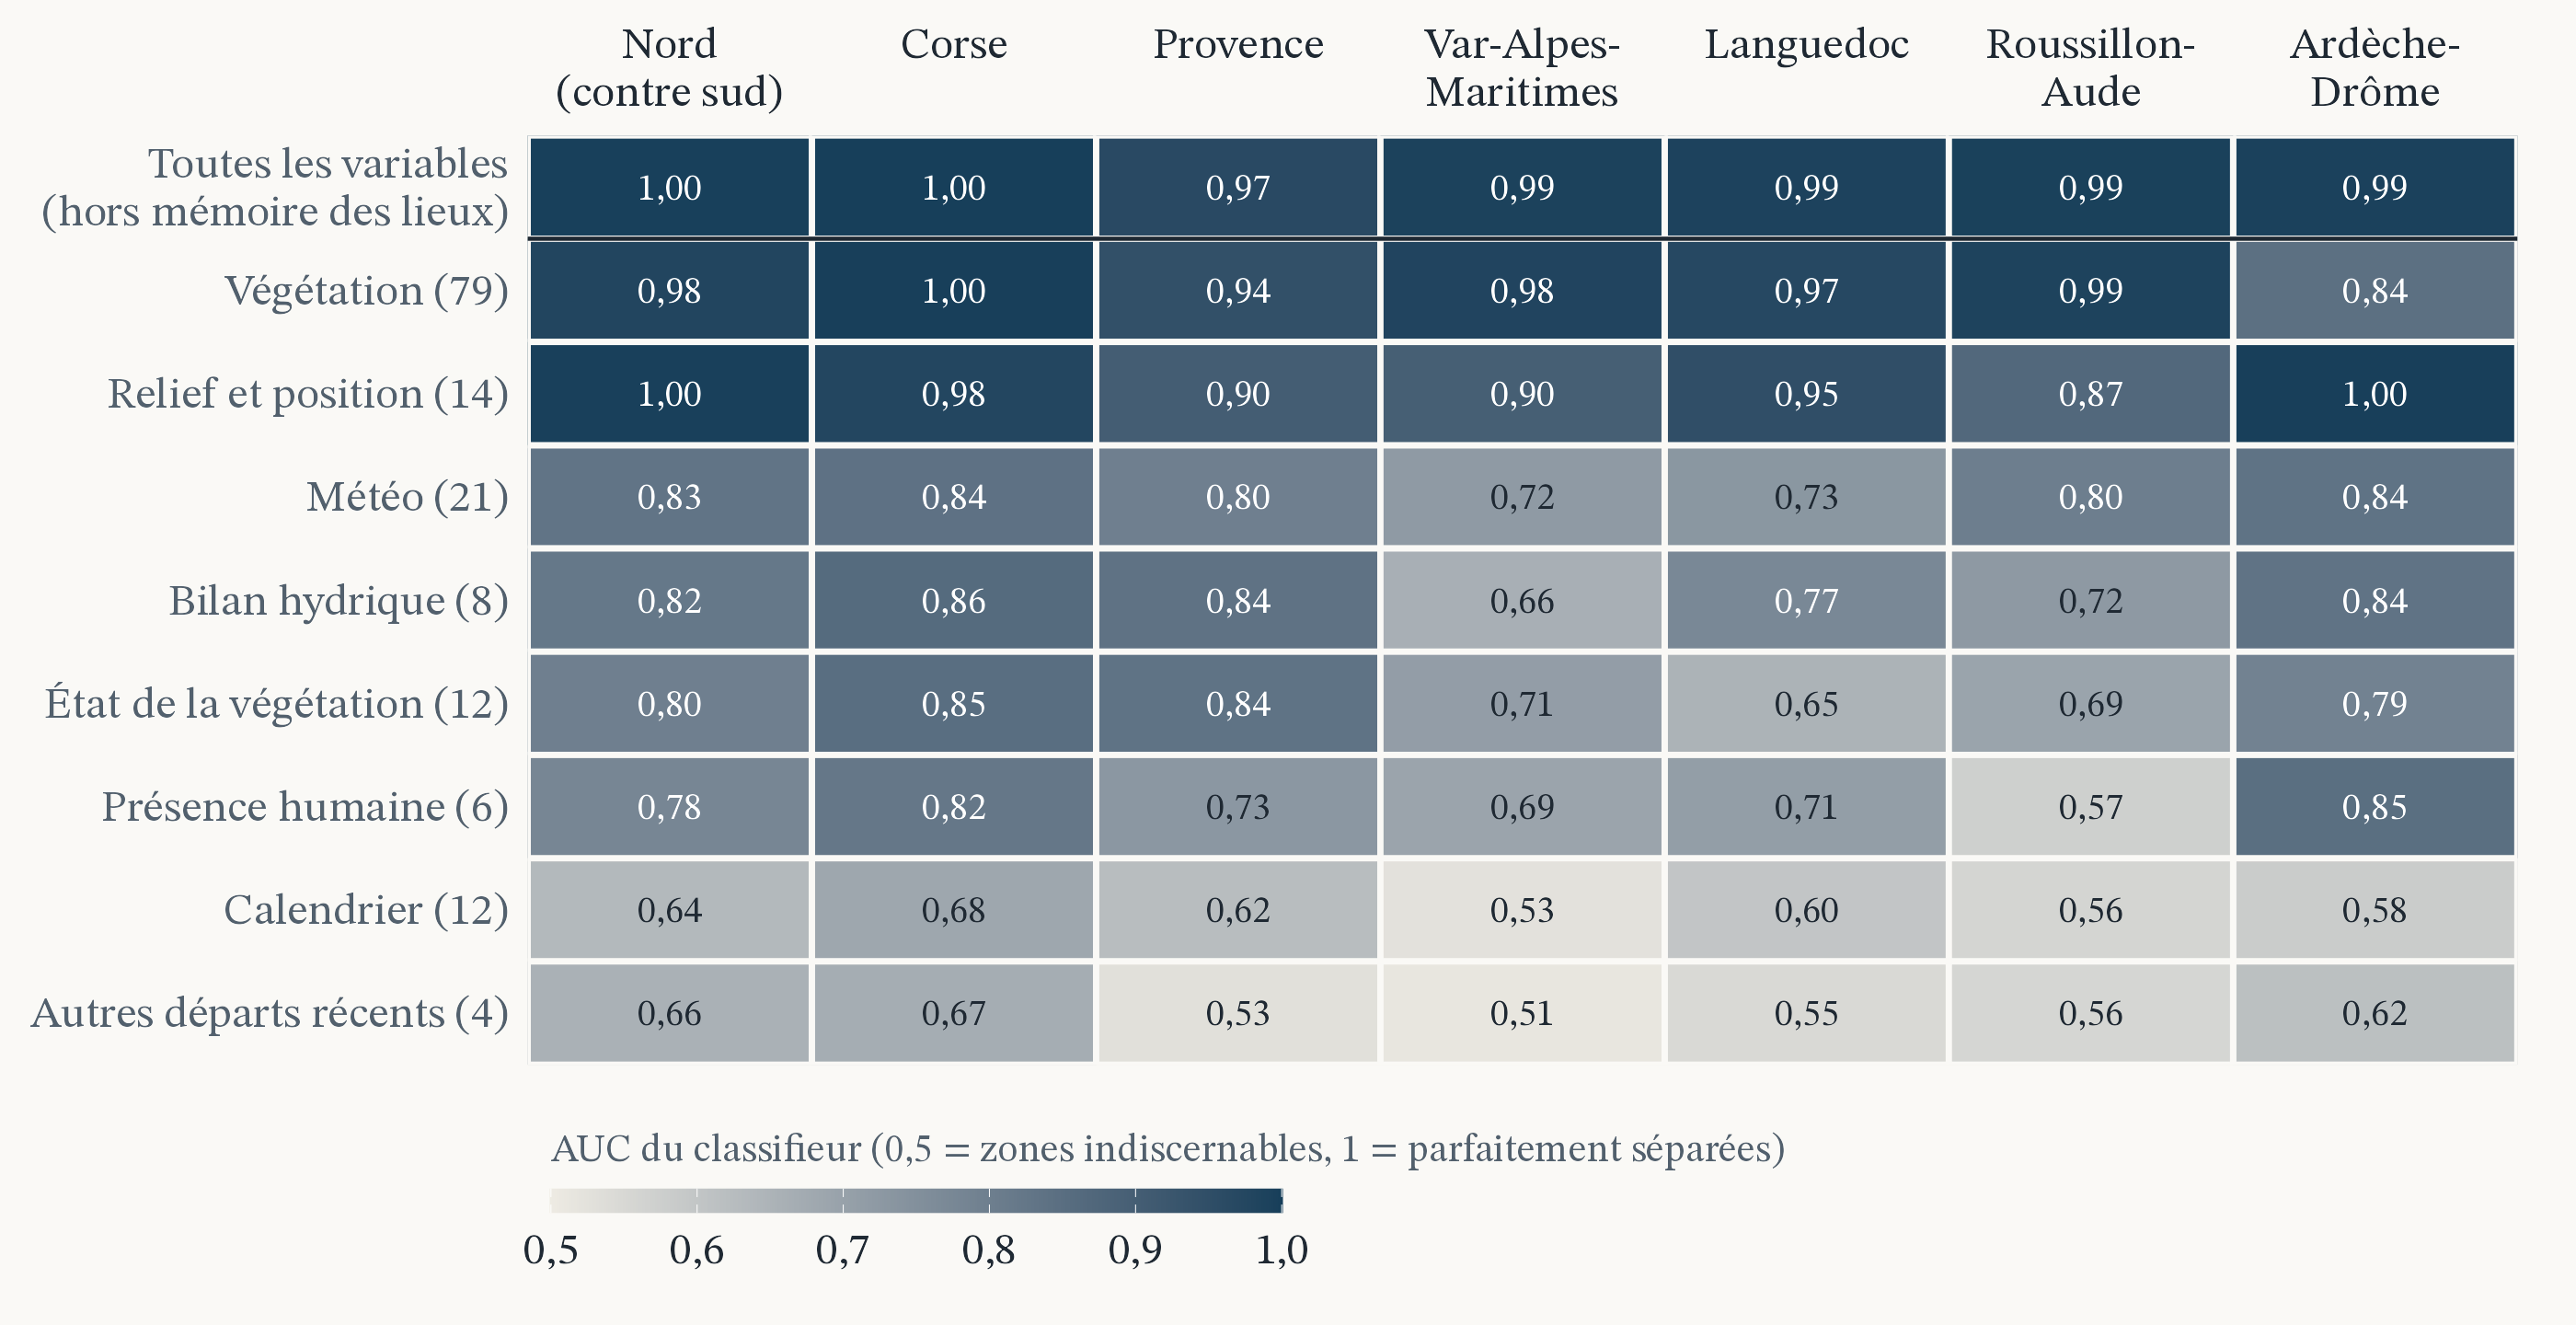 Nord
(contre sud)
Corse
Provence
Var-Alpes-
Maritimes
Languedoc
Roussillon-
Aude
Ardèche-
Drôme
Toutes les variables
(hors mémoire des lieux)
1,00 1,00 0,97 0,99 0,99 0,99 0,99
Végétation (79) 0,98 1,00 0,94 0,98 0,97 0,99 0,84
Relief et position (14) 1,00 0,98 0,90 0,90 0,95 0,87 1,00
Météo (21) 0,83 0,84 0,80 0,72 0,73 0,80 0,84
Bilan hydrique (8) 0,82 0,86 0,84 0,66 0,77 0,72 0,84
État de la végétation (12) 0,80 0,85 0,84 0,71 0,65 0,69 0,79
Présence humaine (6) 0,78 0,82 0,73 0,69 0,71 0,57 0,85
Calendrier (12) 0,64 0,68 0,62 0,53 0,60 0,56 0,58
Autres départs récents (4) 0,66 0,67 0,53 0,51 0,55 0,56 0,62
AUC du classifieur (0,5 = zones indiscernables, 1 = parfaitement séparées)
0,5 0,6 0,7 0,8 0,9 1,0